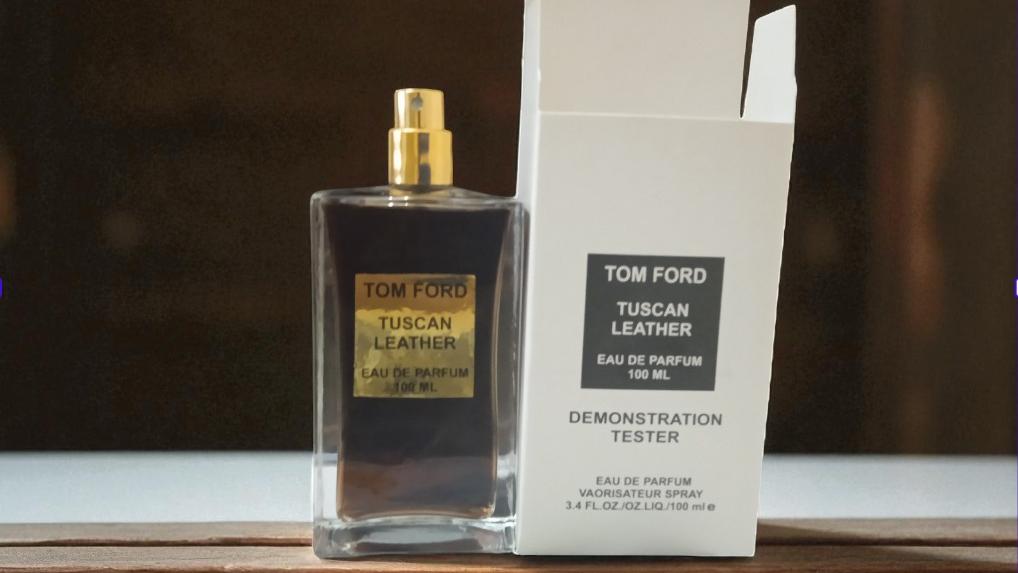 TOM FORD
TUSCAN
LEATHER
EAU DE PARFUM
100 ML
TOM FORD
TUSCAN
LEATHER
EAU DE PARFUM
100 ML
DEMONSTRATION
TESTER
EAU DE PARFUM
VAORISATEUR SPRAY
3.4 FL.OZ./OZ.LIQ./100 ml e